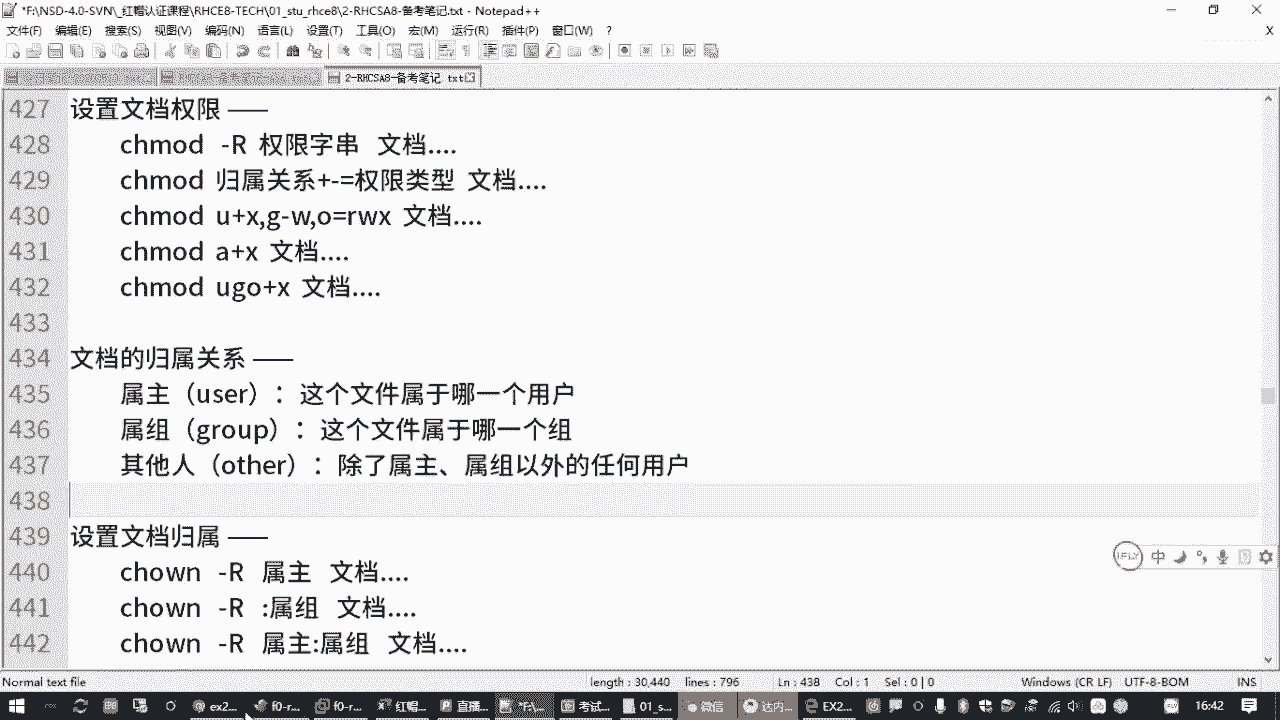 *F:\NSD-4.0-SVN\_红帽认证课程\RHCE8-TECH\01_stu_rhce8\2-RHCSA8-备考笔记.txt - Notepad++
文件(F) 编辑(E) 搜索(S) 视图(V) 编码(N) 语言(L) 设置(T) 工具(O) 宏(M) 运行(R) 插件(P) 窗口(W) ? X
2-RHCSA8-备考笔记.txt
427 设置文档权限 ——
428 chmod -R 权限字串 文档....
429 chmod 归属关系+-=权限类型 文档....
430 chmod u+x,g-w,o=rwx 文档....
431 chmod a+x 文档....
432 chmod ugo+x 文档....
433
434 文档的归属关系 ——
435 属主（user）：这个文件属于哪一个用户
436 属组（group）：这个文件属于哪一个组
437 其他人（other）：除了属主、属组以外的任何用户
438
439 设置文档归属 ——
440 chown -R 属主 文档....
441 chown -R :属组 文档....
442 chown -R 属主:属组 文档....
iFLY 中
Normal text file length : 30,440 lines : 796 Ln : 438 Col : 1 Sel : 0 | 0 Windows (CR LF) UTF-8-BOM INS
ex2... f0-r... f0-r... 红帽... 直播... 考试... 01_s... 微信 达内... EX2... 16:42